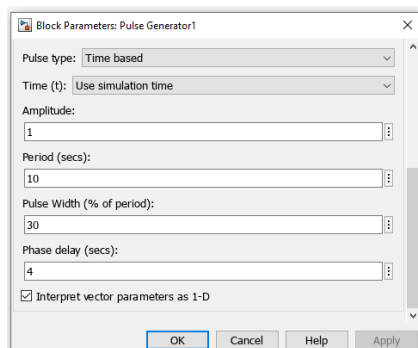 Block Parameters: Pulse Generator1
Pulse type: Time based
Time (t): Use simulation time
Amplitude:
1
Period (secs):
10
Pulse Width (% of period):
30
Phase delay (secs):
4
Interpret vector parameters as 1-D
OK Cancel Help Apply